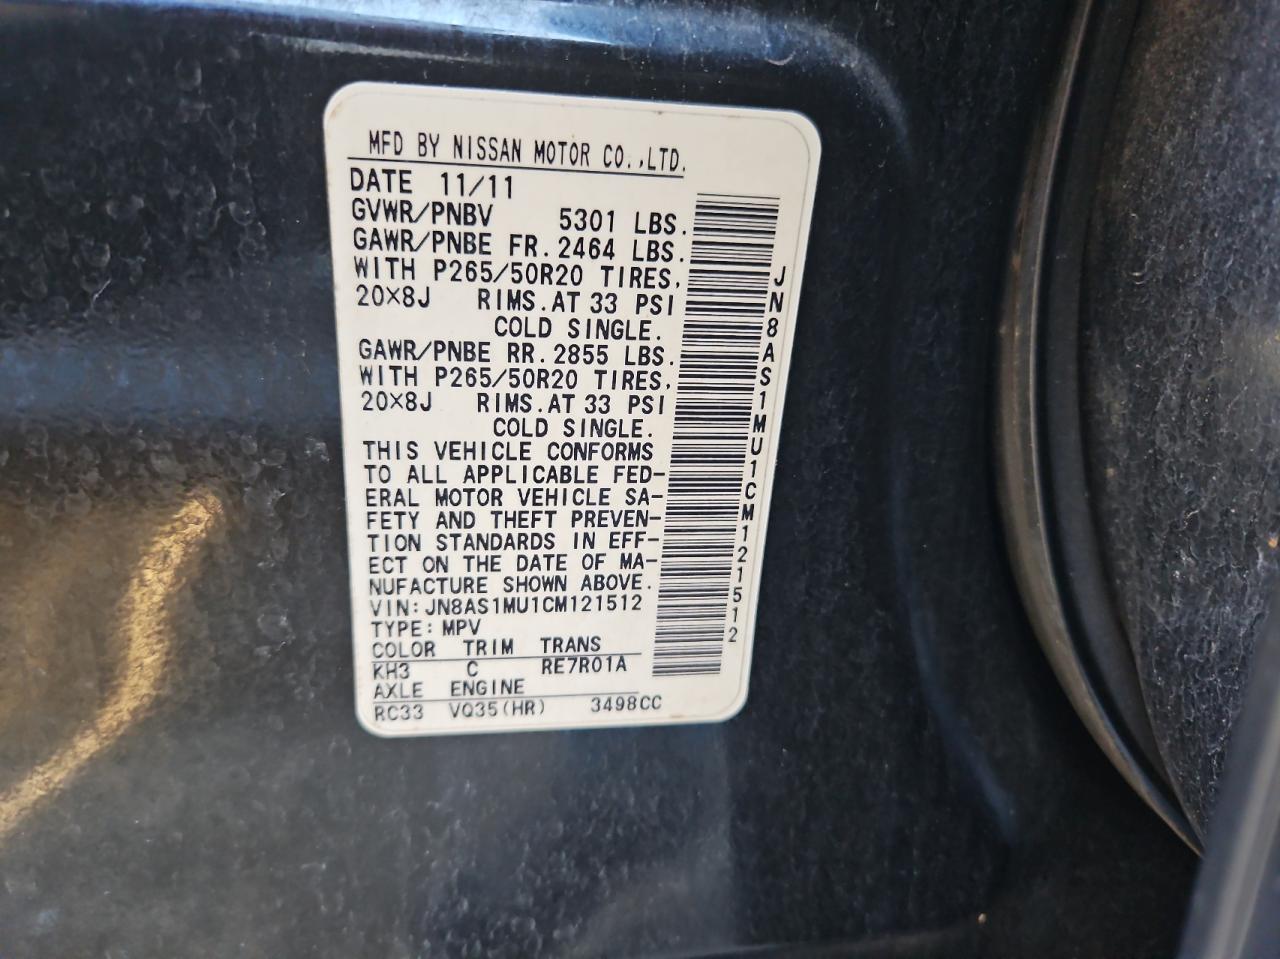 MFD BY NISSAN MOTOR CO.,LTD.
DATE 11/11
GVWR/PNBV 5301 LBS.
GAWR/PNBE FR. 2464 LBS.
WITH P265/50R20 TIRES,
20×8J RIMS.AT 33 PSI
COLD SINGLE.
GAWR/PNBE RR. 2855 LBS.
WITH P265/50R20 TIRES,
20×8J RIMS.AT 33 PSI
COLD SINGLE.
THIS VEHICLE CONFORMS
TO ALL APPLICABLE FED-
ERAL MOTOR VEHICLE SA-
FETY AND THEFT PREVEN-
TION STANDARDS IN EFF-
ECT ON THE DATE OF MA-
NUFACTURE SHOWN ABOVE.
VIN:JN8AS1MU1CM121512
TYPE:MPV
COLOR TRIM TRANS
KH3 C RE7R01A
AXLE ENGINE
RC33 VQ35(HR) 3498CC
JN8AS1MU1CM121512